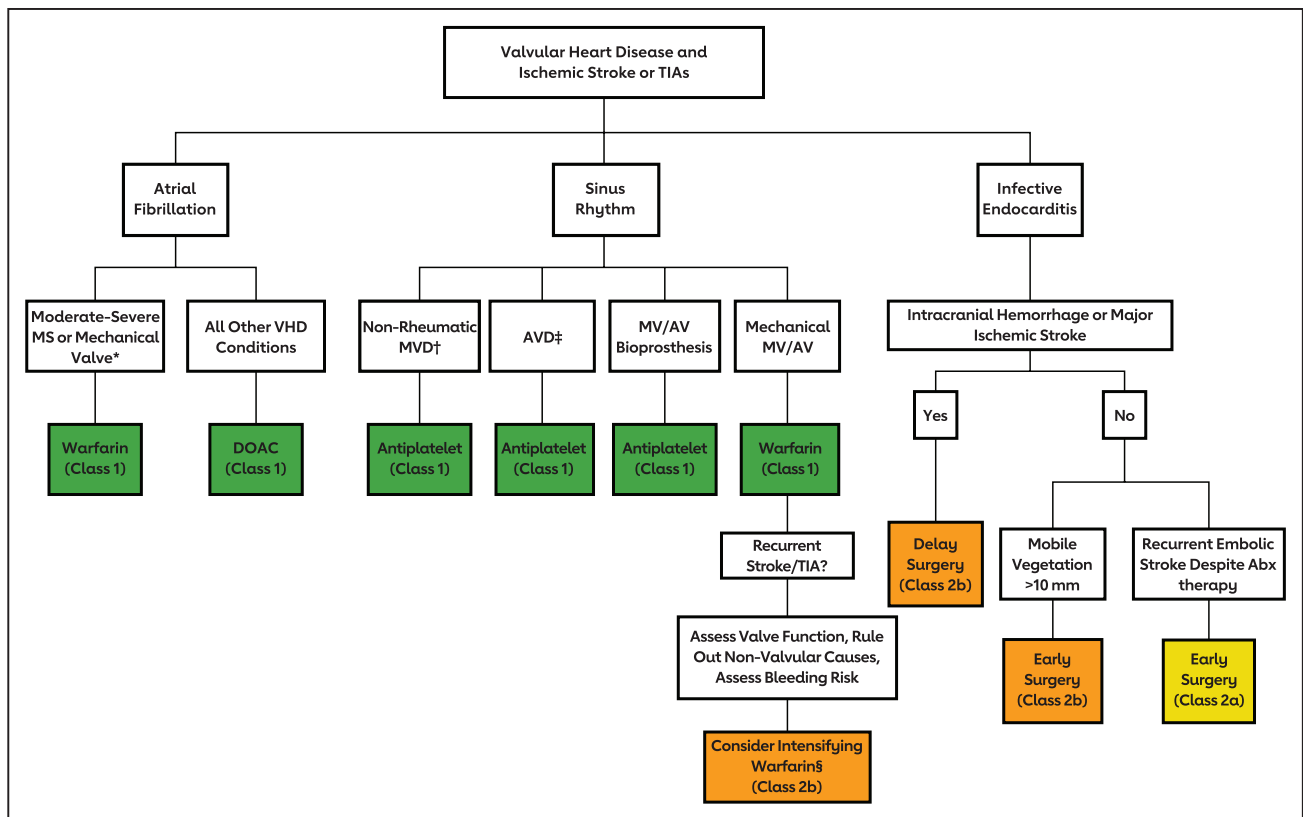 Valvular Heart Disease and
Ischemic Stroke or TIAs
Atrial
Fibrillation
Sinus
Rhythm
Infective
Endocarditis
Moderate-Severe
MS or Mechanical
Valve*
All Other VHD
Conditions
Non-Rheumatic
MVD†
AVD‡
MV/AV
Bioprosthesis
Mechanical
MV/AV
Intracranial Hemorrhage or Major
Ischemic Stroke
Yes
No
Warfarin
(Class 1)
DOAC
(Class 1)
Antiplatelet
(Class 1)
Antiplatelet
(Class 1)
Antiplatelet
(Class 1)
Warfarin
(Class 1)
Recurrent
Stroke/TIA?
Delay
Surgery
(Class 2b)
Mobile
Vegetation
>10 mm
Recurrent Embolic
Stroke Despite Abx
therapy
Assess Valve Function, Rule
Out Non-Valvular Causes,
Assess Bleeding Risk
Early
Surgery
(Class 2b)
Early
Surgery
(Class 2a)
Consider Intensifying
Warfarin§
(Class 2b)